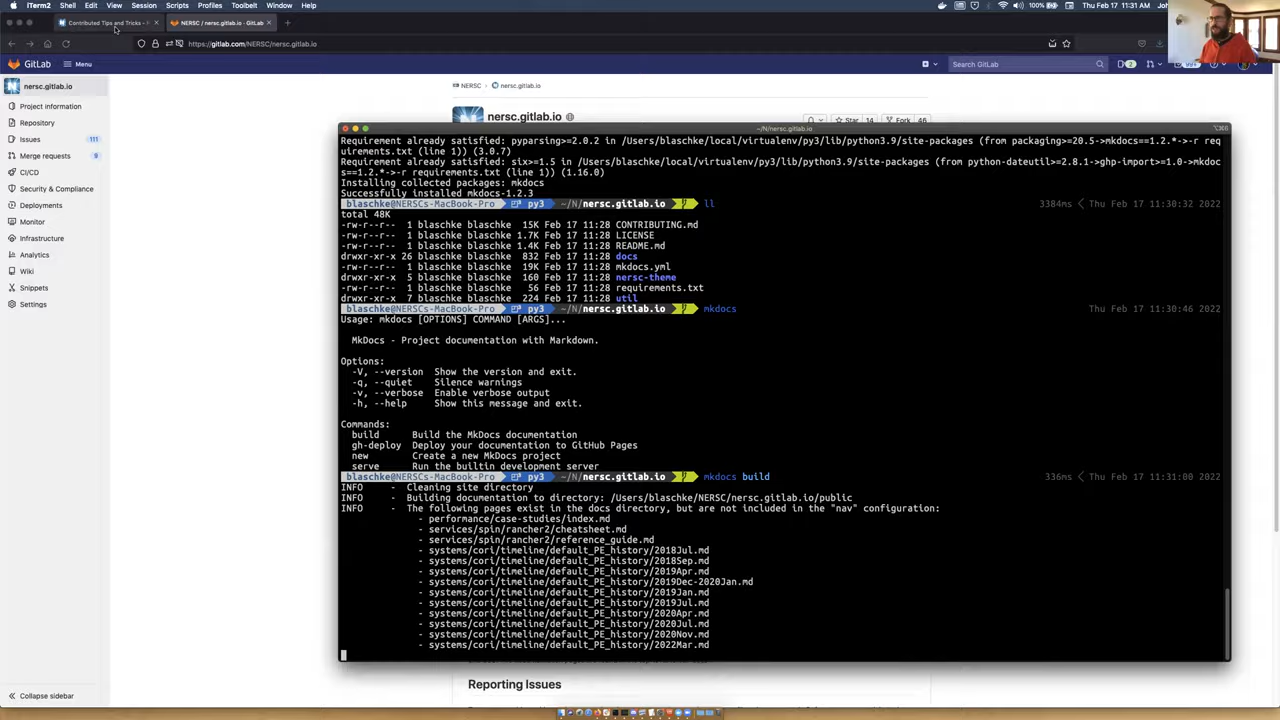 iTerm2 Shell Edit View Session Scripts Profiles Toolbelt Window Help 100% Thu Feb 17 11:31 AM
Contributed Tips and Tricks -
NERSC / nersc.gitlab.io · GitLab
https://gitlab.com/NERSC/nersc.gitlab.io
GitLab
Menu
Search GitLab
2
nersc.gitlab.io
Project information
Repository
Issues 111
Merge requests 9
CI/CD
Security & Compliance
Deployments
Monitor
Infrastructure
Analytics
Wiki
Snippets
Settings
Collapse sidebar
NERSC > nersc.gitlab.io
nersc.gitlab.io
Star 14 Fork 46
~/N/nersc.gitlab.io
Requirement already satisfied: pyparsing>=2.0.2 in /Users/blaschke/local/virtualenv/py3/lib/python3.9/site-packages (from packaging>=20.5->mkdocs==1.2.*->-r req
uirements.txt (line 1)) (3.0.7)
Requirement already satisfied: six>=1.5 in /Users/blaschke/local/virtualenv/py3/lib/python3.9/site-packages (from python-dateutil>=2.8.1->ghp-import>=1.0->mkdoc
s==1.2.*->-r requirements.txt (line 1)) (1.16.0)
Installing collected packages: mkdocs
Successfully installed mkdocs-1.2.3
blaschke@NERSCs-MacBook-Pro py3 ~/N/nersc.gitlab.io ll 3384ms < Thu Feb 17 11:30:32 2022
total 48K
-rw-r--r-- 1 blaschke blaschke 15K Feb 17 11:28 CONTRIBUTING.md
-rw-r--r-- 1 blaschke blaschke 1.7K Feb 17 11:28 LICENSE
-rw-r--r-- 1 blaschke blaschke 1.4K Feb 17 11:28 README.md
drwxr-xr-x 26 blaschke blaschke 832 Feb 17 11:28 docs
-rw-r--r-- 1 blaschke blaschke 19K Feb 17 11:28 mkdocs.yml
drwxr-xr-x 5 blaschke blaschke 160 Feb 17 11:28 nersc-theme
-rw-r--r-- 1 blaschke blaschke 56 Feb 17 11:28 requirements.txt
drwxr-xr-x 7 blaschke blaschke 224 Feb 17 11:28 util
blaschke@NERSCs-MacBook-Pro py3 ~/N/nersc.gitlab.io mkdocs Thu Feb 17 11:30:46 2022
Usage: mkdocs [OPTIONS] COMMAND [ARGS]...
MkDocs - Project documentation with Markdown.
Options:
-V, --version Show the version and exit.
-q, --quiet Silence warnings
-v, --verbose Enable verbose output
-h, --help Show this message and exit.
Commands:
build Build the MkDocs documentation
gh-deploy Deploy your documentation to GitHub Pages
new Create a new MkDocs project
serve Run the builtin development server
blaschke@NERSCs-MacBook-Pro py3 ~/N/nersc.gitlab.io mkdocs build 336ms < Thu Feb 17 11:31:00 2022
INFO - Cleaning site directory
INFO - Building documentation to directory: /Users/blaschke/NERSC/nersc.gitlab.io/public
INFO - The following pages exist in the docs directory, but are not included in the "nav" configuration:
- performance/case-studies/index.md
- services/spin/rancher2/cheatsheet.md
- services/spin/rancher2/reference_guide.md
- systems/cori/timeline/default_PE_history/2018Jul.md
- systems/cori/timeline/default_PE_history/2018Sep.md
- systems/cori/timeline/default_PE_history/2019Apr.md
- systems/cori/timeline/default_PE_history/2019Dec-2020Jan.md
- systems/cori/timeline/default_PE_history/2019Jan.md
- systems/cori/timeline/default_PE_history/2019Jul.md
- systems/cori/timeline/default_PE_history/2020Apr.md
- systems/cori/timeline/default_PE_history/2020Jul.md
- systems/cori/timeline/default_PE_history/2020Nov.md
- systems/cori/timeline/default_PE_history/2022Mar.md
Reporting Issues